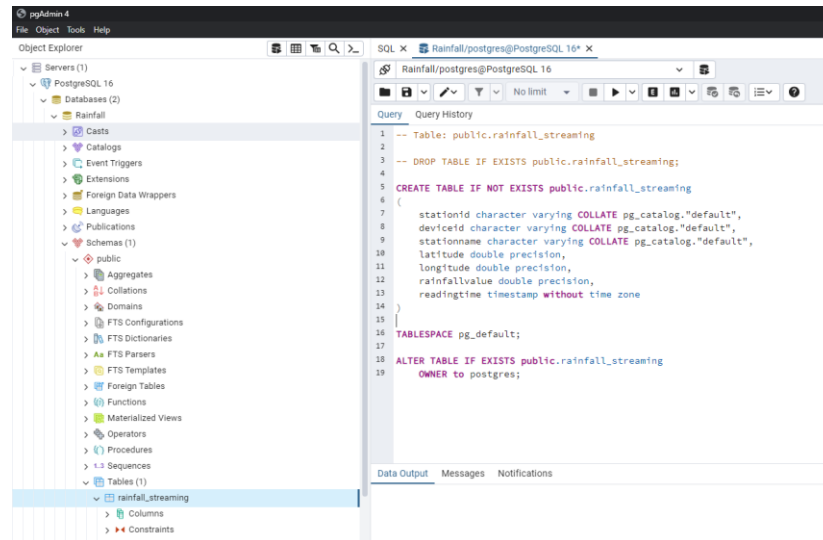 pgAdmin 4
File Object Tools Help
Object Explorer
Servers (1)
PostgreSQL 16
Databases (2)
Rainfall
Casts
Catalogs
Event Triggers
Extensions
Foreign Data Wrappers
Languages
Publications
Schemas (1)
public
Aggregates
Collations
Domains
FTS Configurations
FTS Dictionaries
FTS Parsers
FTS Templates
Foreign Tables
Functions
Materialized Views
Operators
Procedures
1..3 Sequences
Tables (1)
rainfall_streaming
Columns
Constraints
SQL Rainfall/postgres@PostgreSQL 16*
Rainfall/postgres@PostgreSQL 16
No limit
Query Query History
1 -- Table: public.rainfall_streaming
2
3 -- DROP TABLE IF EXISTS public.rainfall_streaming;
4
5 CREATE TABLE IF NOT EXISTS public.rainfall_streaming
6 (
7 stationid character varying COLLATE pg_catalog."default",
8 deviceid character varying COLLATE pg_catalog."default",
9 stationname character varying COLLATE pg_catalog."default",
10 latitude double precision,
11 longitude double precision,
12 rainfallvalue double precision,
13 readingtime timestamp without time zone
14 )
15
16 TABLESPACE pg_default;
17
18 ALTER TABLE IF EXISTS public.rainfall_streaming
19 OWNER to postgres;
Data Output Messages Notifications